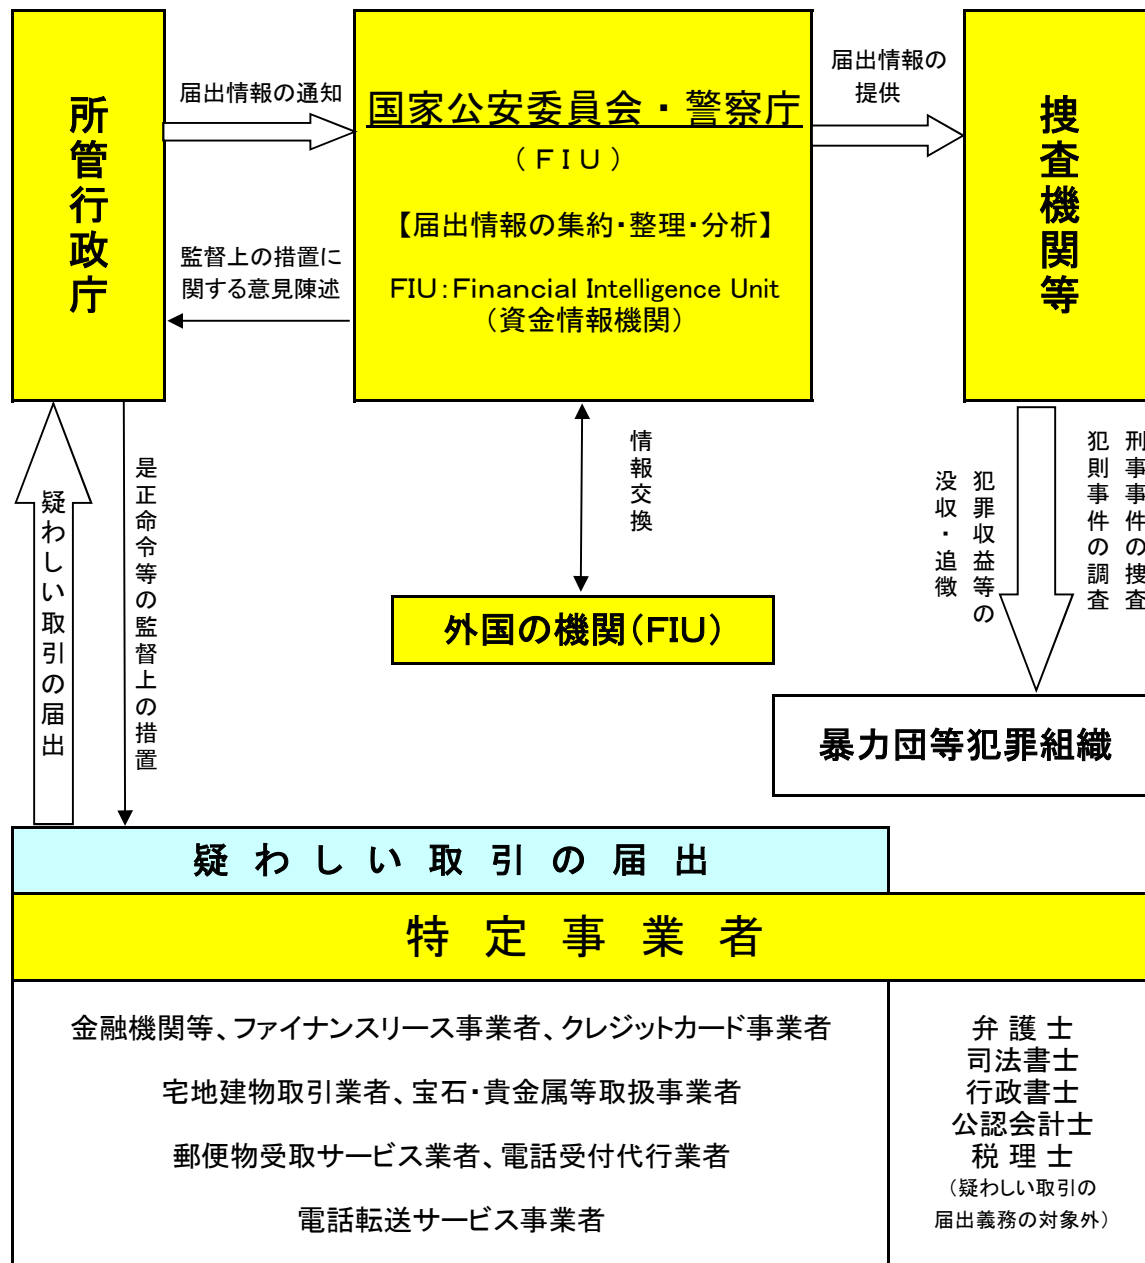 所管行政庁
届出情報の通知
監督上の措置に
関する意見陳述
国家公安委員会・警察庁
（ＦＩＵ）
【届出情報の集約・整理・分析】
FIU：Financial Intelligence Unit
（資金情報機関）
届出情報の
提供
捜査機関等
疑わしい取引の届出
是正命令等の監督上の措置
情報交換
外国の機関（FIU）
刑事事件の捜査
犯則事件の調査
犯罪収益等の
没収・追徴
暴力団等犯罪組織
疑わしい取引の届出
特定事業者
金融機関等、ファイナンスリース事業者、クレジットカード事業者
宅地建物取引業者、宝石・貴金属等取扱事業者
郵便物受取サービス業者、電話受付代行業者
電話転送サービス事業者
弁護士
司法書士
行政書士
公認会計士
税理士
（疑わしい取引の
届出義務の対象外）